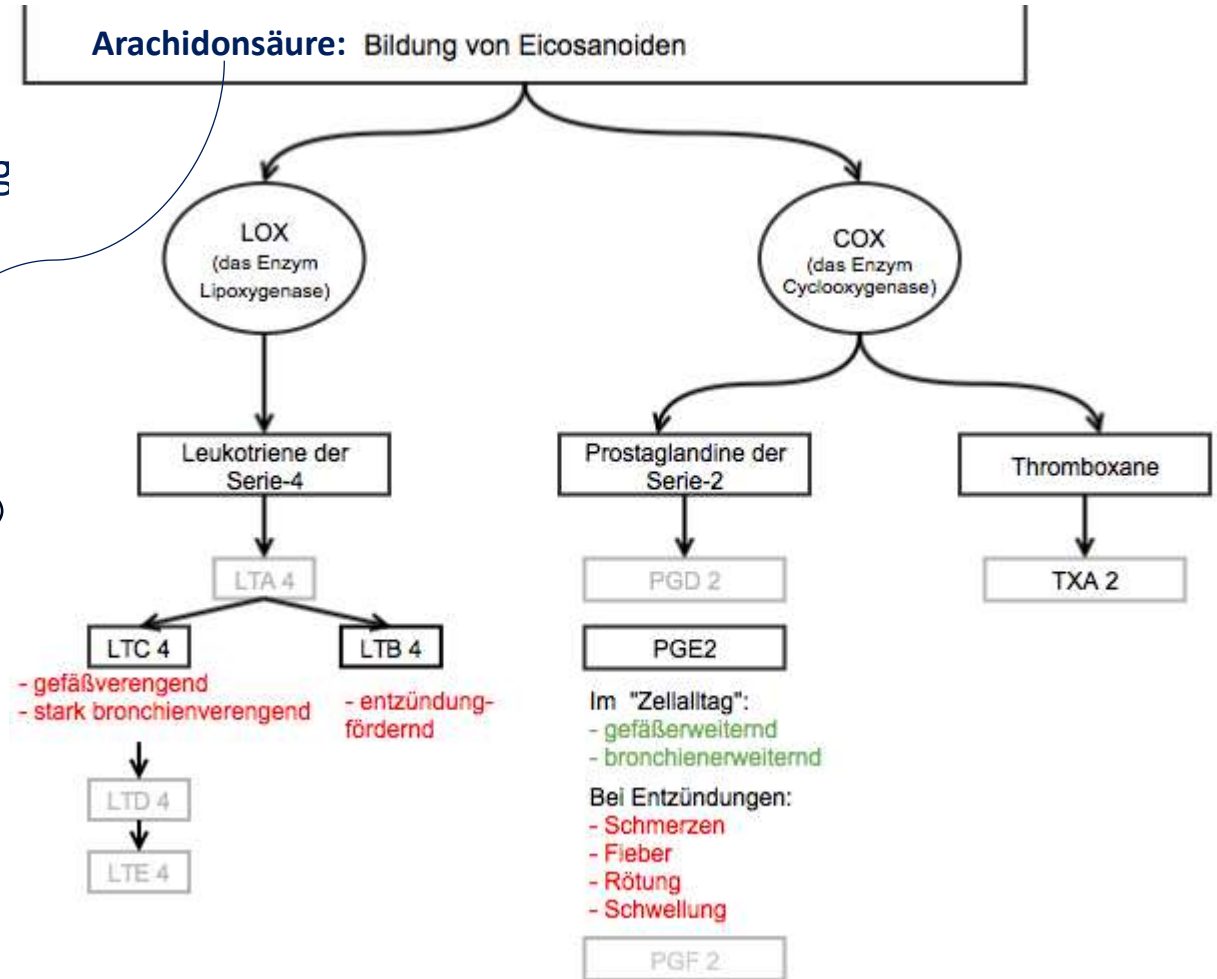 Arachidonsäure: Bildung von Eicosanoiden
LOX
(das Enzym
Lipoxygenase)
COX
(das Enzym
Cyclooxygenase)
Leukotriene der
Serie-4
Prostaglandine der
Serie-2
Thromboxane
LTA 4
PGD 2
TXA 2
LTC 4
LTB 4
PGE2
- gefäßverengend
- stark bronchienverengend
- entzündung-
fördernd
Im "Zellalltag":
- gefäßerweiternd
- bronchienerweiternd
Bei Entzündungen:
- Schmerzen
- Fieber
- Rötung
- Schwellung
LTD 4
LTE 4
PGF 2